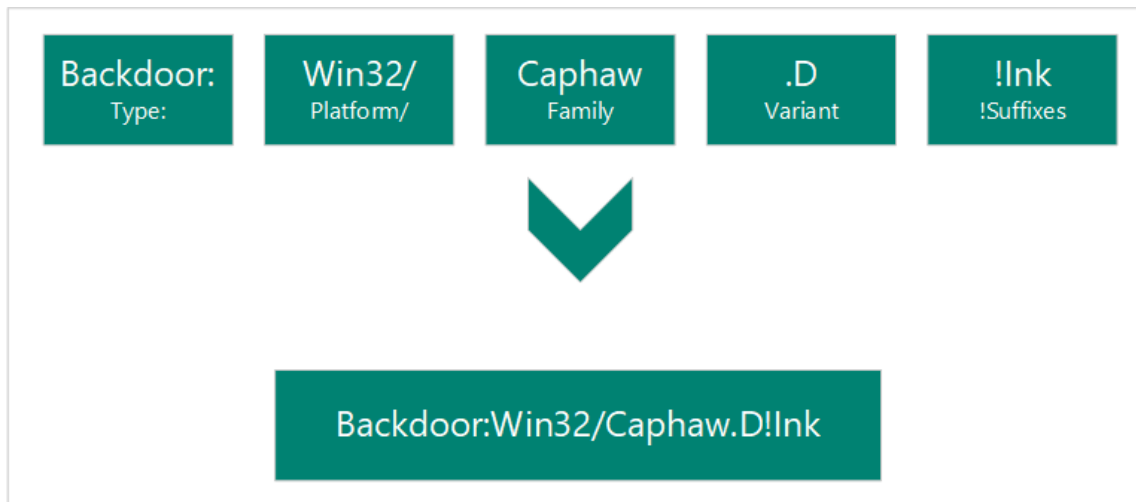 Backdoor:
Type:
Win32/
Platform/
Caphaw
Family
.D
Variant
!lnk
!Suffixes
Backdoor:Win32/Caphaw.D!lnk